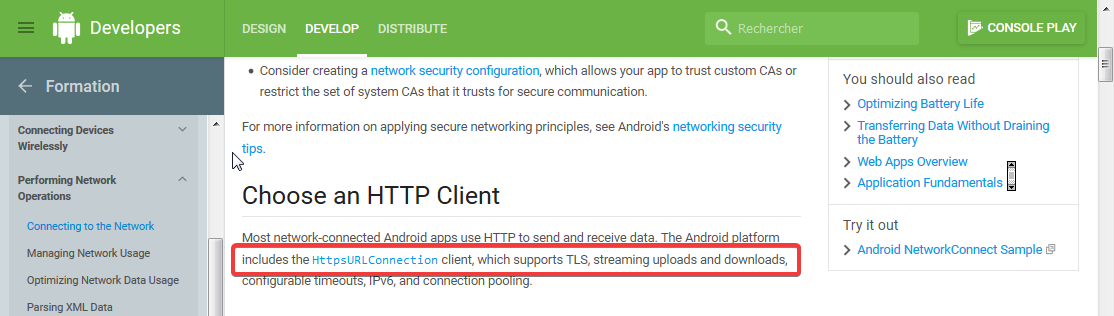 Developers
DESIGN DEVELOP DISTRIBUTE
Rechercher
CONSOLE PLAY
Formation
Connecting Devices
Wirelessly
Performing Network
Operations
Connecting to the Network
Managing Network Usage
Optimizing Network Data Usage
Parsing XML Data
• Consider creating a network security configuration, which allows your app to trust custom CAs or
restrict the set of system CAs that it trusts for secure communication.
For more information on applying secure networking principles, see Android's networking security
tips.
Choose an HTTP Client
Most network-connected Android apps use HTTP to send and receive data. The Android platform
includes the HttpsURLConnection client, which supports TLS, streaming uploads and downloads,
configurable timeouts, IPv6, and connection pooling.
You should also read
Optimizing Battery Life
Transferring Data Without Draining
the Battery
Web Apps Overview
Application Fundamentals
Try it out
Android NetworkConnect Sample